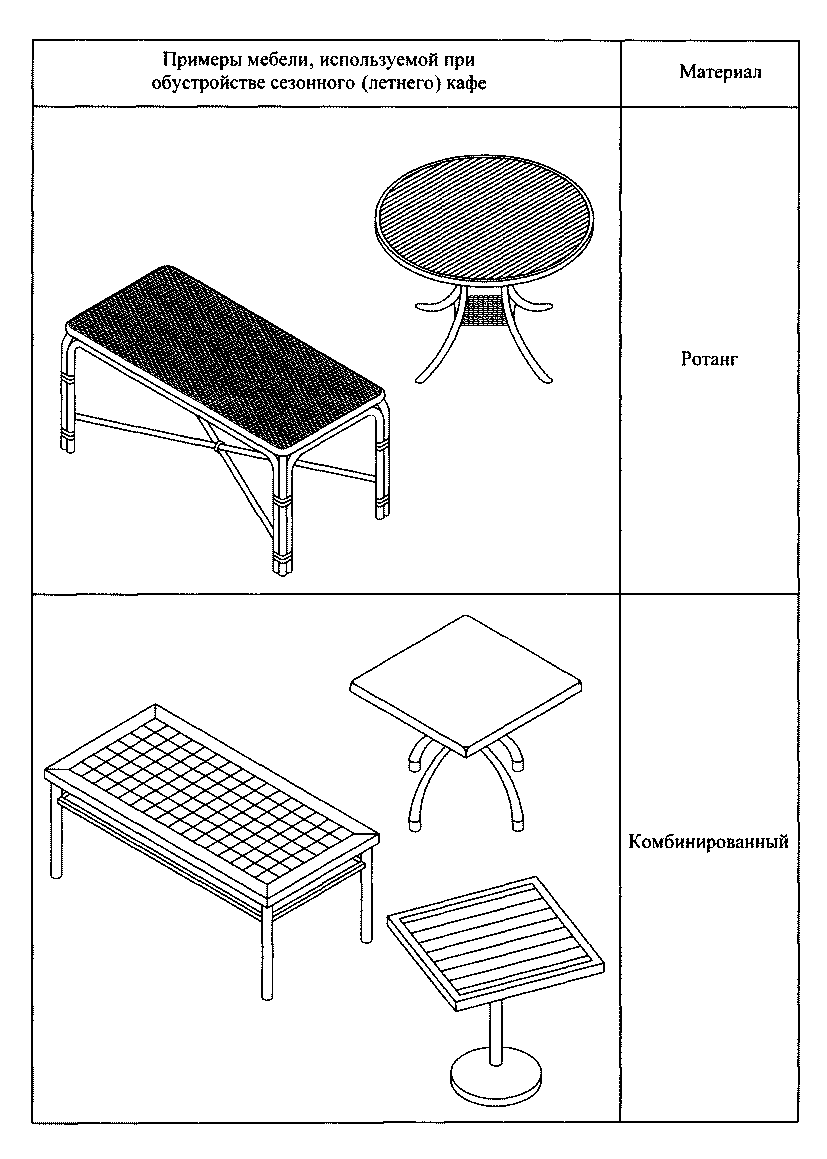 Примеры мебели, используемой при
обустройстве сезонного (летнего) кафе
Материал
Ротанг
Комбинированный